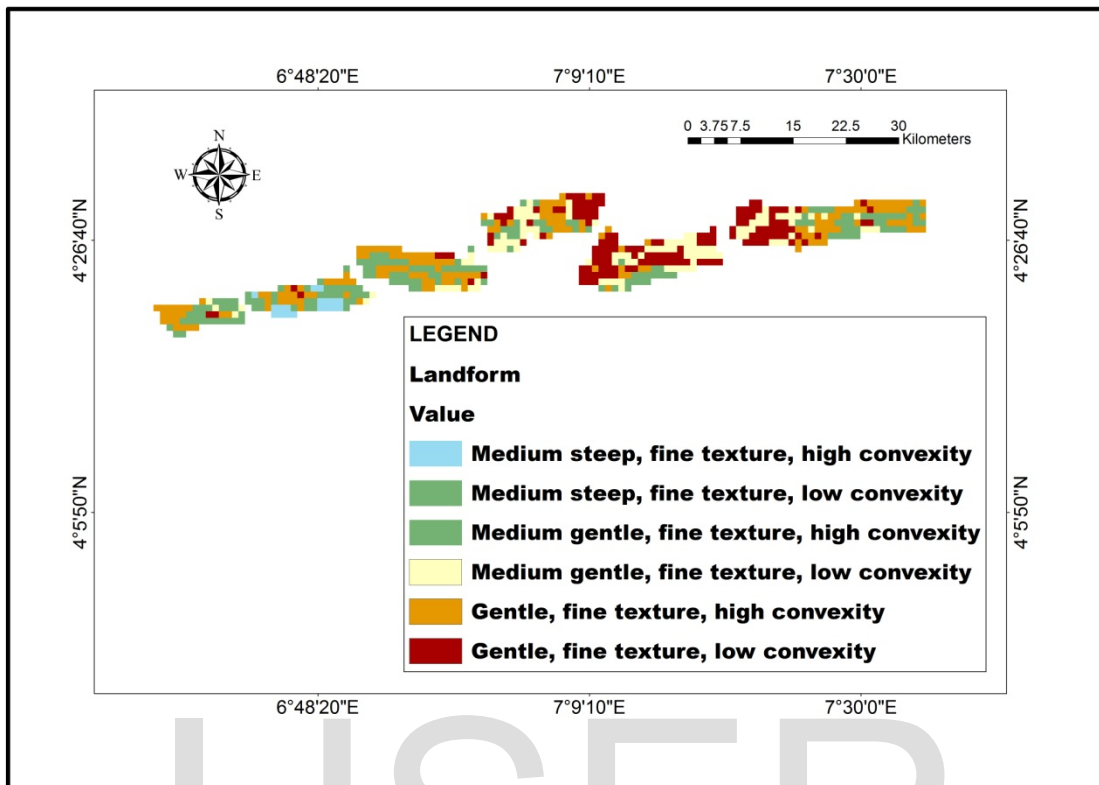 6°48'20"E 7°9'10"E 7°30'0"E
0 3.75 7.5 15 22.5 30
Kilometers
N
W E
S
4°26'40"N 4°26'40"N
LEGEND
Landform
Value
Medium steep, fine texture, high convexity
Medium steep, fine texture, low convexity
4°5'50"N 4°5'50"N
Medium gentle, fine texture, high convexity
Medium gentle, fine texture, low convexity
Gentle, fine texture, high convexity
Gentle, fine texture, low convexity
6°48'20"E 7°9'10"E 7°30'0"E